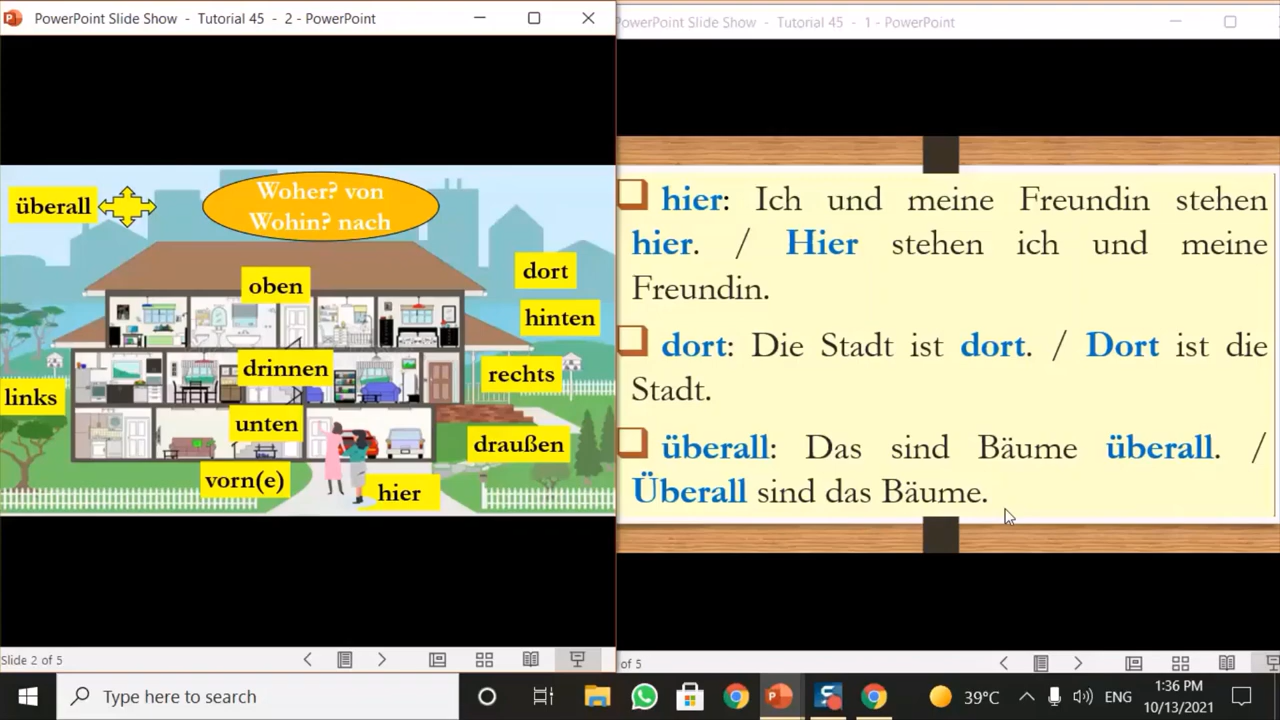 PowerPoint Slide Show - Tutorial 45 - 2 - PowerPoint
überall
Woher? von
Wohin? nach
oben
dort
hinten
drinnen
rechts
links
unten
draußen
vorn(e)
hier
Slide 2 of 5
PowerPoint Slide Show - Tutorial 45 - 1 - PowerPoint
hier: Ich und meine Freundin stehen
hier. / Hier stehen ich und meine
Freundin.
dort: Die Stadt ist dort. / Dort ist die
Stadt.
überall: Das sind Bäume überall. /
Überall sind das Bäume.
of 5
Type here to search
39°C
ENG
1:36 PM
10/13/2021